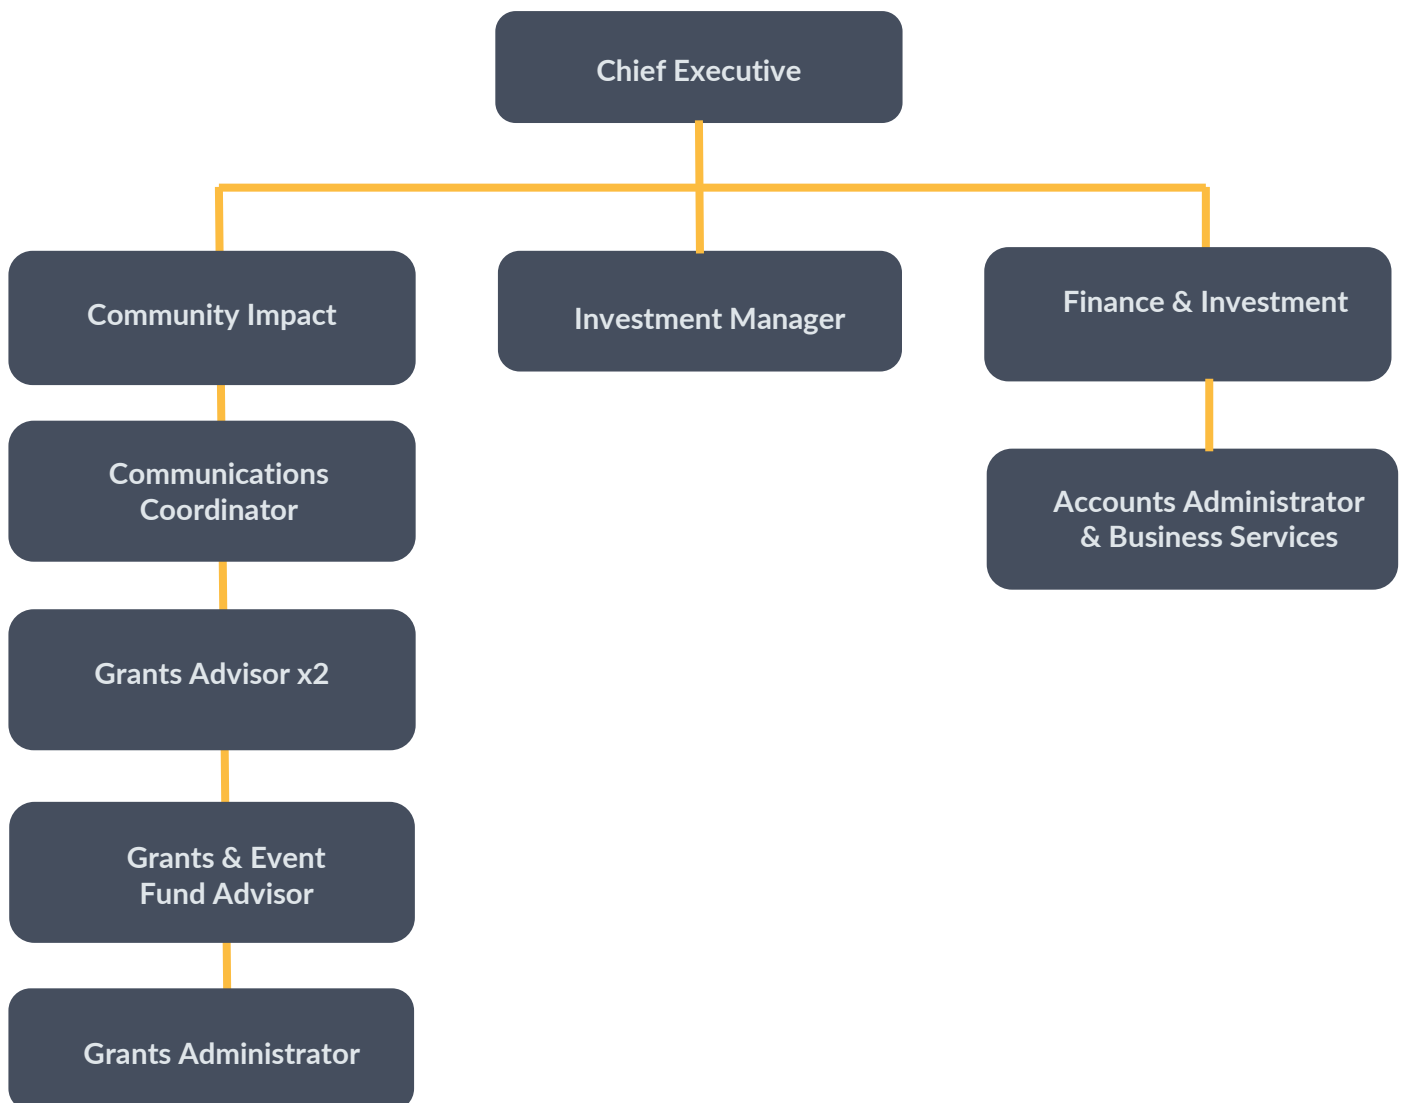 Chief Executive
Community Impact
Investment Manager
Finance & Investment
Communications
Coordinator
Accounts Administrator
& Business Services
Grants Advisor x2
Grants & Event
Fund Advisor
Grants Administrator